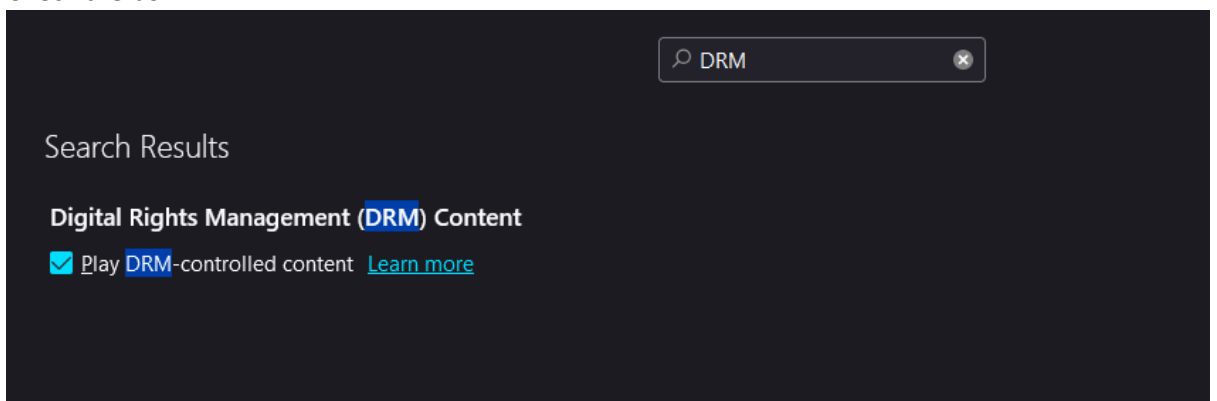 DRM
Search Results
Digital Rights Management (DRM) Content
Play DRM-controlled content Learn more